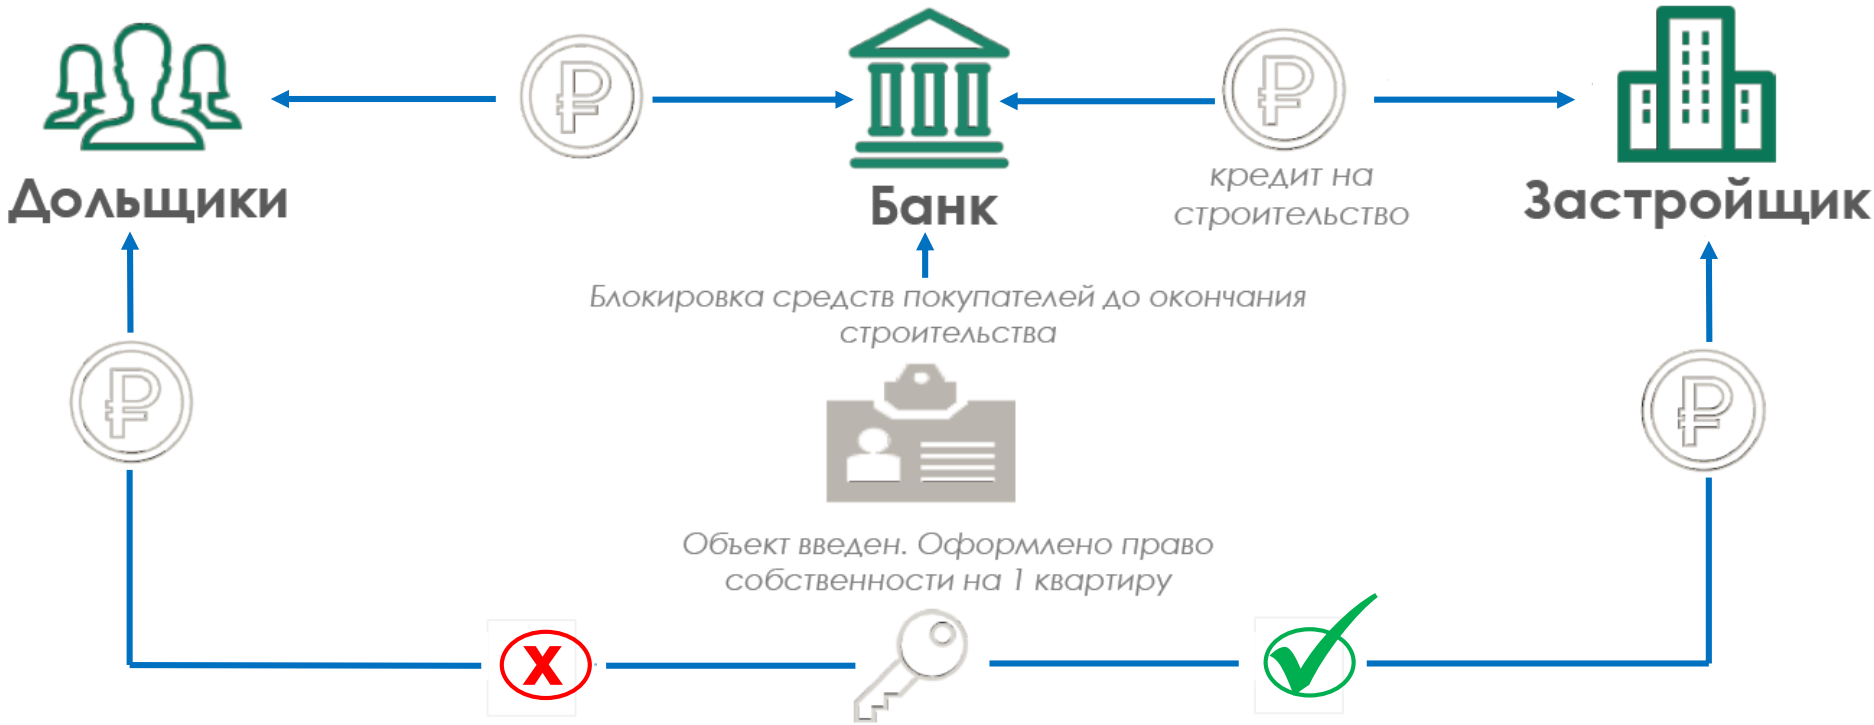 Дольщики
Банк
кредит на
строительство
Застройщик
Блокировка средств покупателей до окончания
строительства
Объект введен. Оформлено право
собственности на 1 квартиру
X